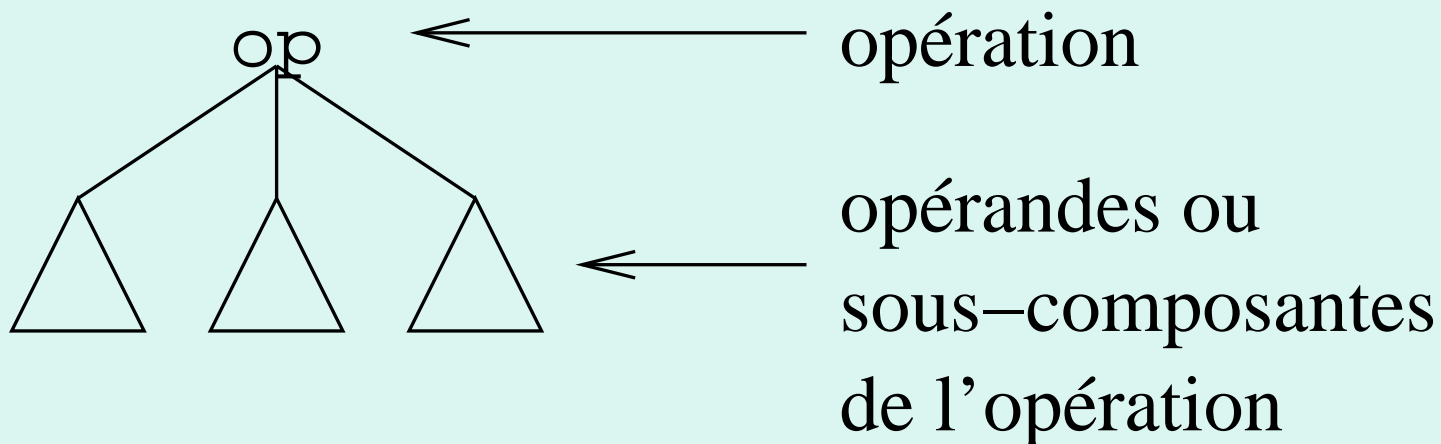 op
opération
opérandes ou
sous−composantes
de l’opération